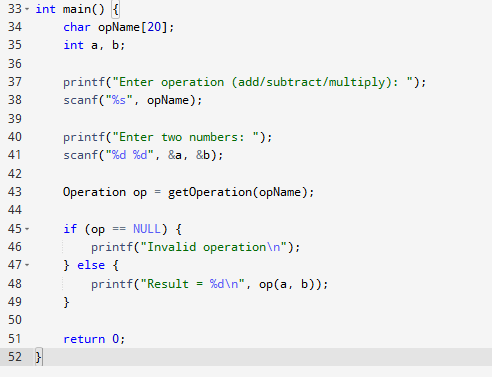 33 int main() {
34     char opName[20];
35     int a, b;
36
37     printf("Enter operation (add/subtract/multiply): ");
38     scanf("%s", opName);
39
40     printf("Enter two numbers: ");
41     scanf("%d %d", &a, &b);
42
43     Operation op = getOperation(opName);
44
45     if (op == NULL) {
46         printf("Invalid operation\n");
47     } else {
48         printf("Result = %d\n", op(a, b));
49     }
50
51     return 0;
52 }